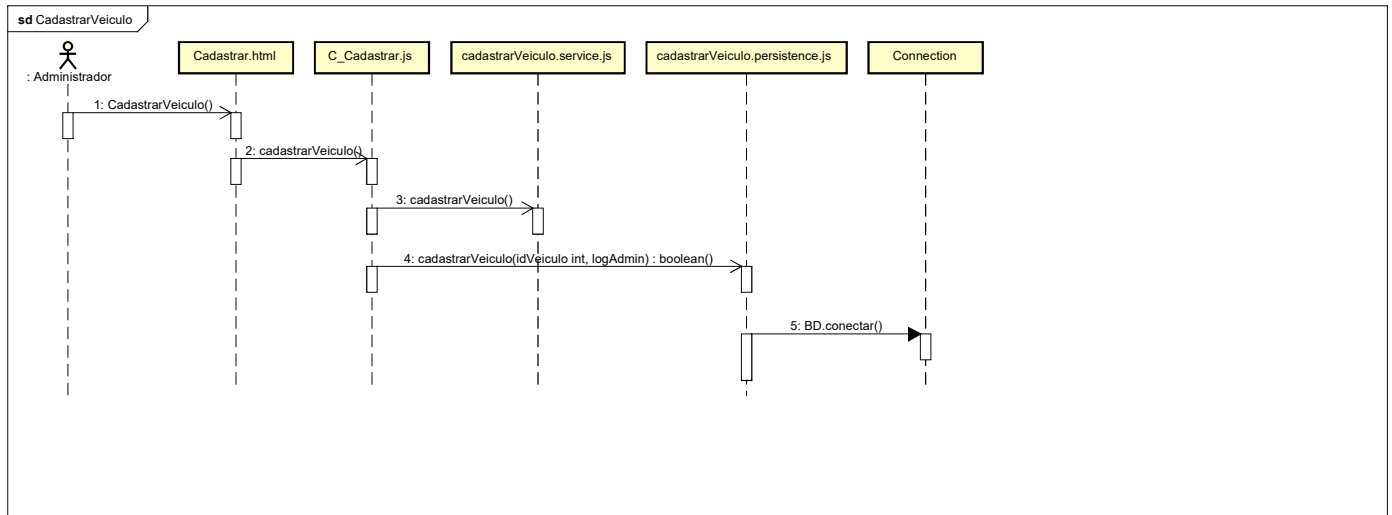 sd CadastrarVeiculo
: Administrador
Cadastrar.html
C_Cadastrar.js
cadastrarVeiculo.service.js
cadastrarVeiculo.persistence.js
Connection
1: CadastrarVeiculo()
2: cadastrarVeiculo()
3: cadastrarVeiculo()
4: cadastrarVeiculo(idVeiculo int, logAdmin) : boolean()
5: BD.conectar()